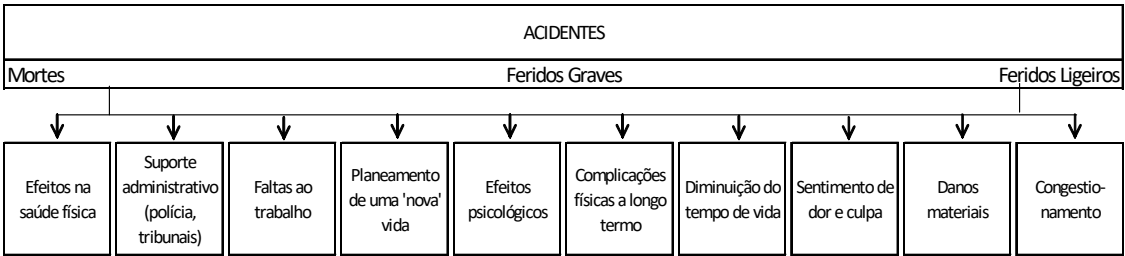 ACIDENTES
Mortes
Feridos Graves
Feridos Ligeiros
Efeitos na
saúde física
Suporte
administrativo
(polícia,
tribunais)
Faltas ao
trabalho
Planeamento
de uma 'nova'
vida
Efeitos
psicológicos
Complicações
físicas a longo
termo
Diminuição do
tempo de vida
Sentimento de
dor e culpa
Danos
materiais
Congestio-
namento